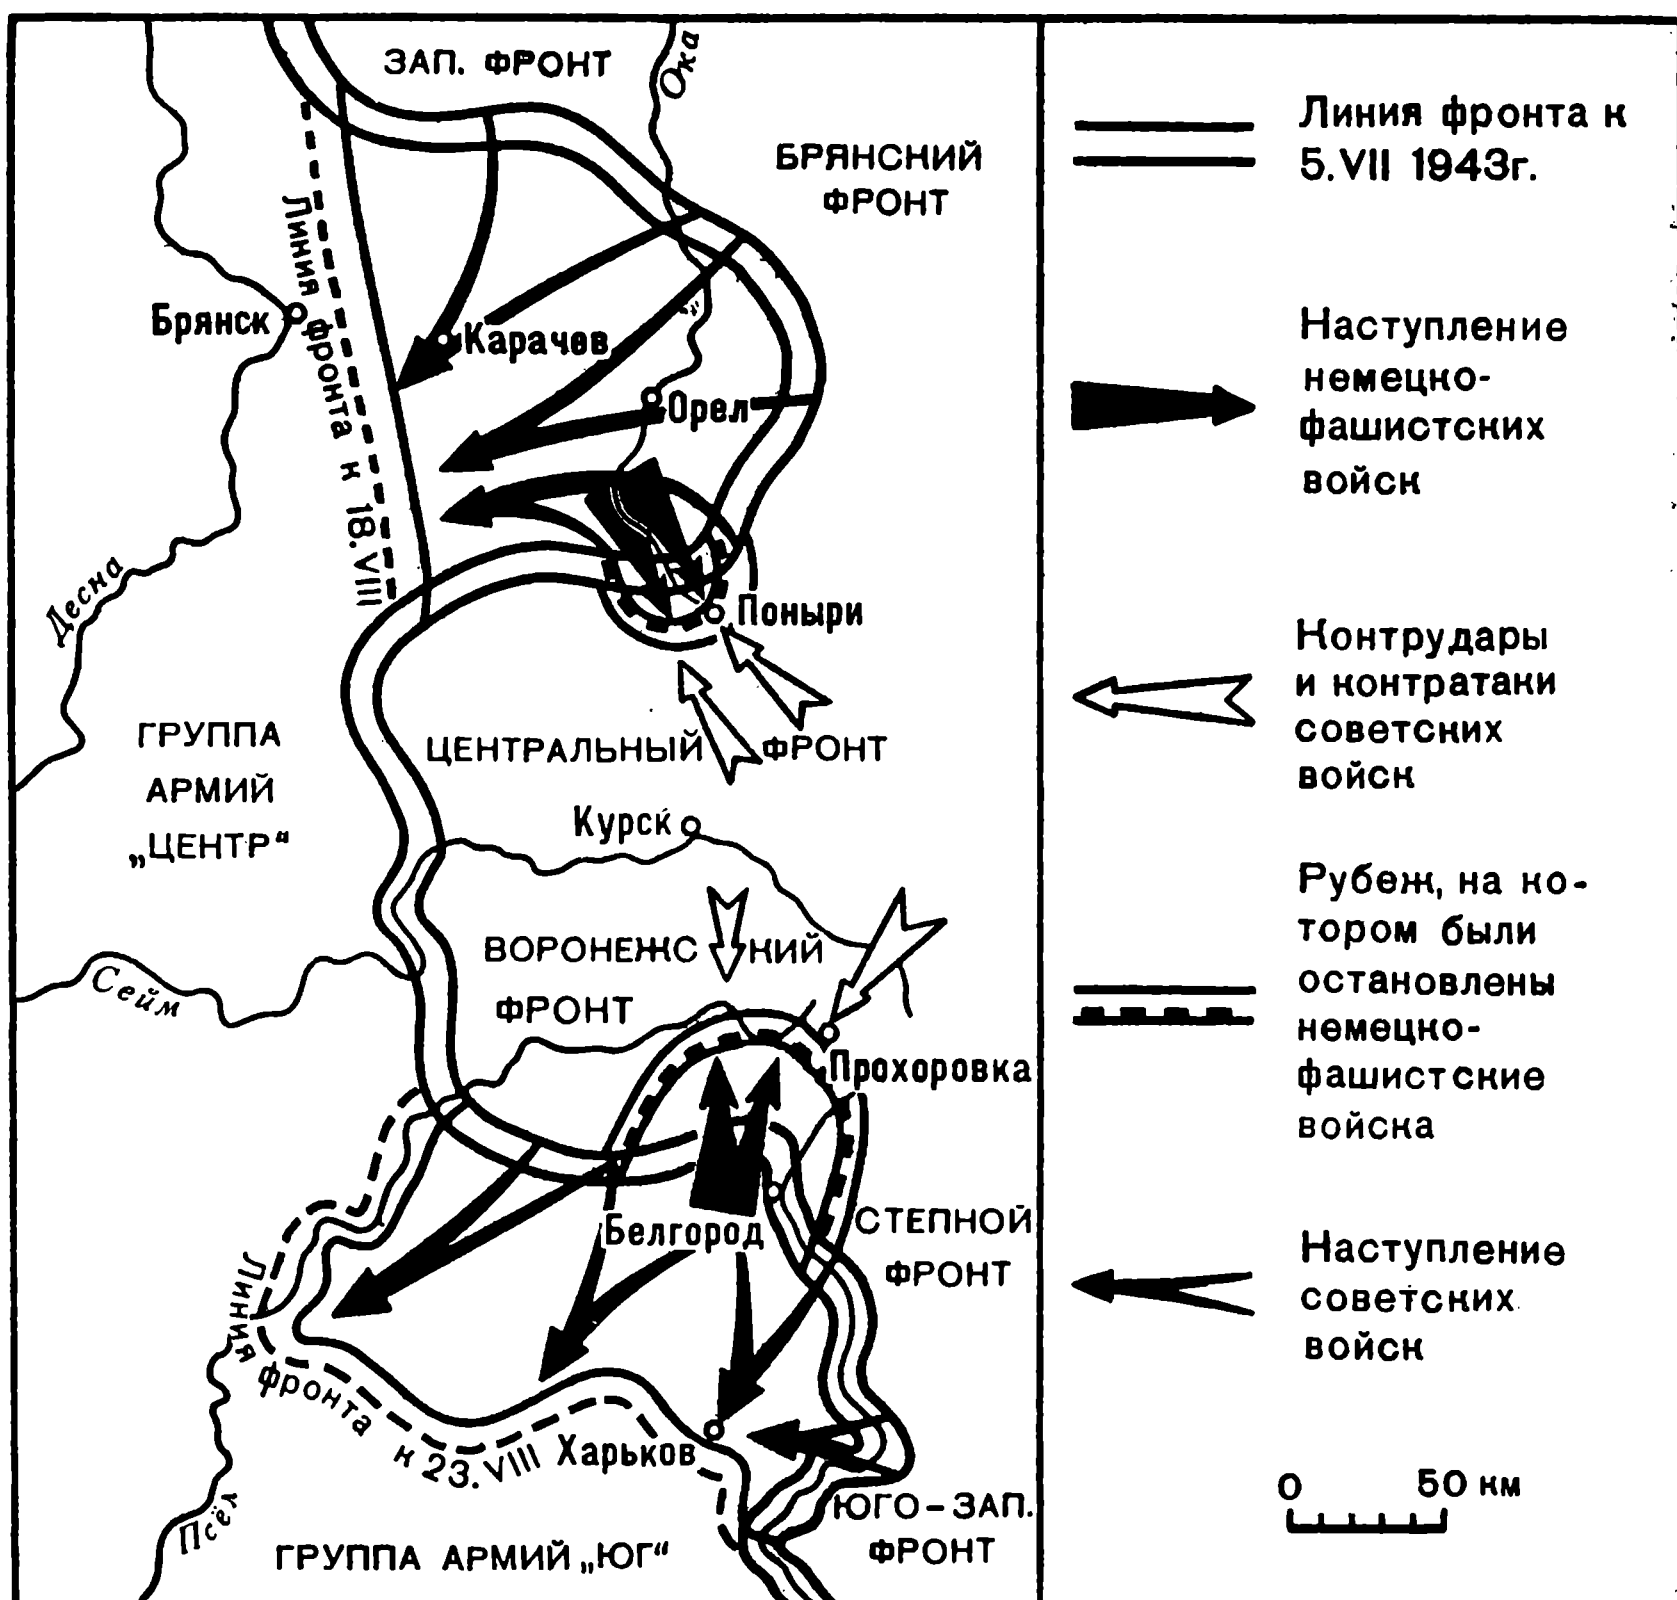 ЗАП. ФРОНТ
Ока
БРЯНСКИЙ
ФРОНТ
Линия фронта к 18.VIII
Брянск
Карачев
Орел
Десна
Поныри
ГРУППА
АРМИЙ
„ЦЕНТР“
ЦЕНТРАЛЬНЫЙ ФРОНТ
Курск
Сейм
ВОРОНЕЖСКИЙ
ФРОНТ
Прохоровка
Белгород
СТЕПНОЙ
ФРОНТ
Линия фронта к 23.VIII
Харьков
Псёл
ГРУППА АРМИЙ „ЮГ“
ЮГО-ЗАП.
ФРОНТ
Линия фронта к
5.VII 1943г.
Наступление
немецко-
фашистских
войск
Контрудары
и контратаки
советских
войск
Рубеж, на ко-
тором были
остановлены
немецко-
фашистские
войска
Наступление
советских
войск
0 50 км